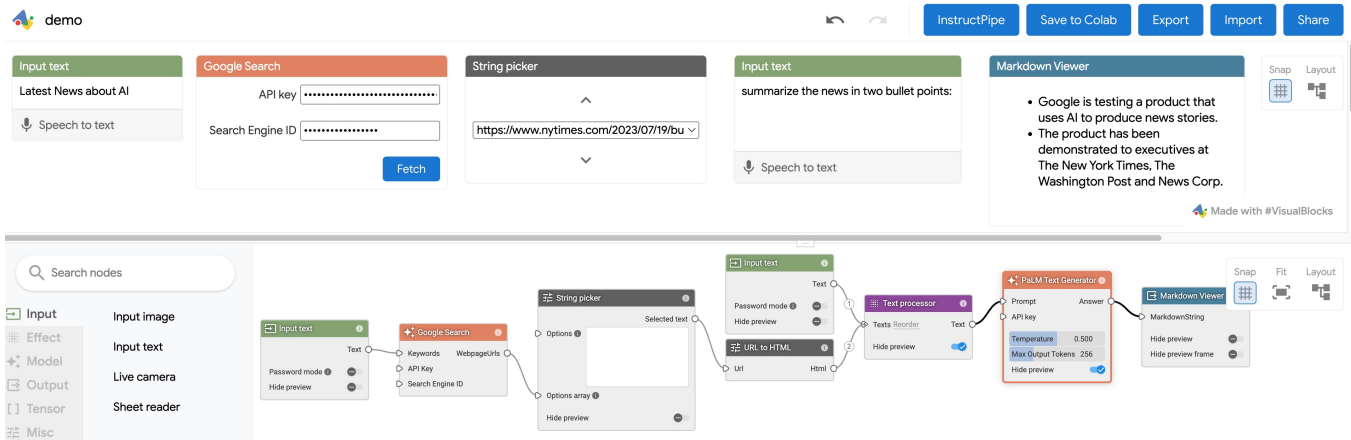 demo
InstructPipe
Save to Colab
Export
Import
Share
Input text
Latest News about AI
Speech to text
Google Search
API key
Search Engine ID
Fetch
String picker
https://www.nytimes.com/2023/07/19/bu
Input text
summarize the news in two bullet points:
Speech to text
Markdown Viewer
• Google is testing a product that
uses AI to produce news stories.
• The product has been
demonstrated to executives at
The New York Times, The
Washington Post and News Corp.
Made with #VisualBlocks
Snap Layout
Search nodes
Input
Effect
Model
Output
Tensor
Misc
Input image
Input text
Live camera
Sheet reader
Input text
Text
Password mode
Hide preview
Google Search
Keywords WebpageUrls
API Key
Search Engine ID
String picker
Selected text
Options
Options array
Hide preview
Input text
Text
Password mode
Hide preview
URL to HTML
Url Html
1
2
Text processor
Texts Reorder Text
Hide preview
PaLM Text Generator
Prompt Answer
API key
Temperature 0.500
Max Output Tokens 256
Hide preview
Markdown Viewer
MarkdownString
Hide preview
Hide preview frame
Snap Fit Layout